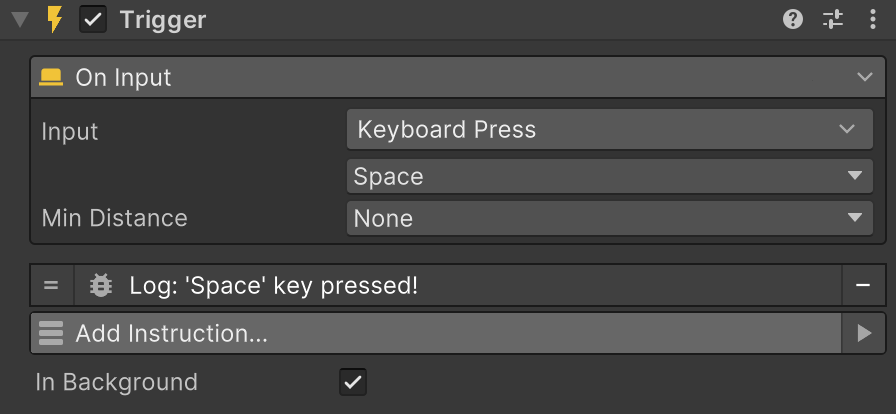 Trigger
On Input
Input Keyboard Press
Space
Min Distance None
= Log: 'Space' key pressed! −
Add Instruction...
In Background